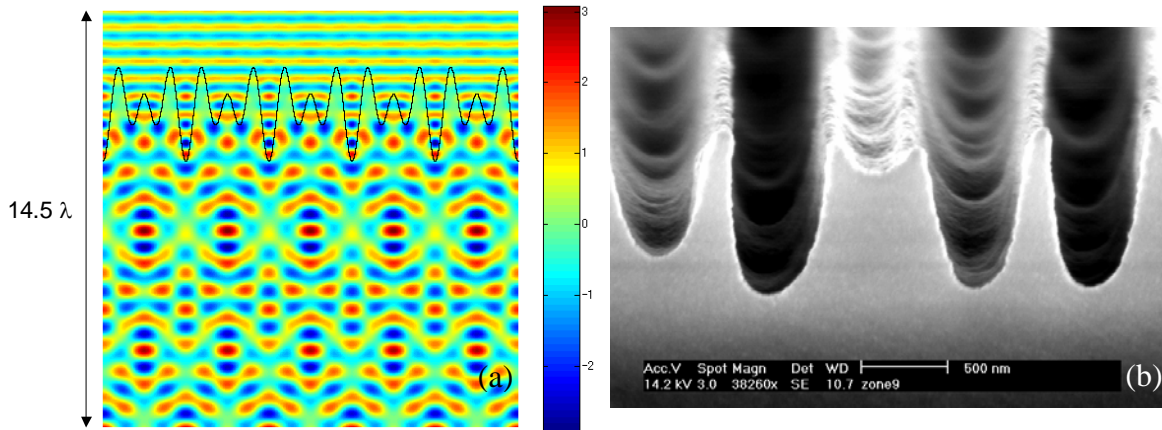 14.5 λ
3
2
1
0
-1
-2
(a)
Acc.V Spot Magn Det WD 500 nm
14.2 kV 3.0 38260x SE 10.7 zone9
(b)